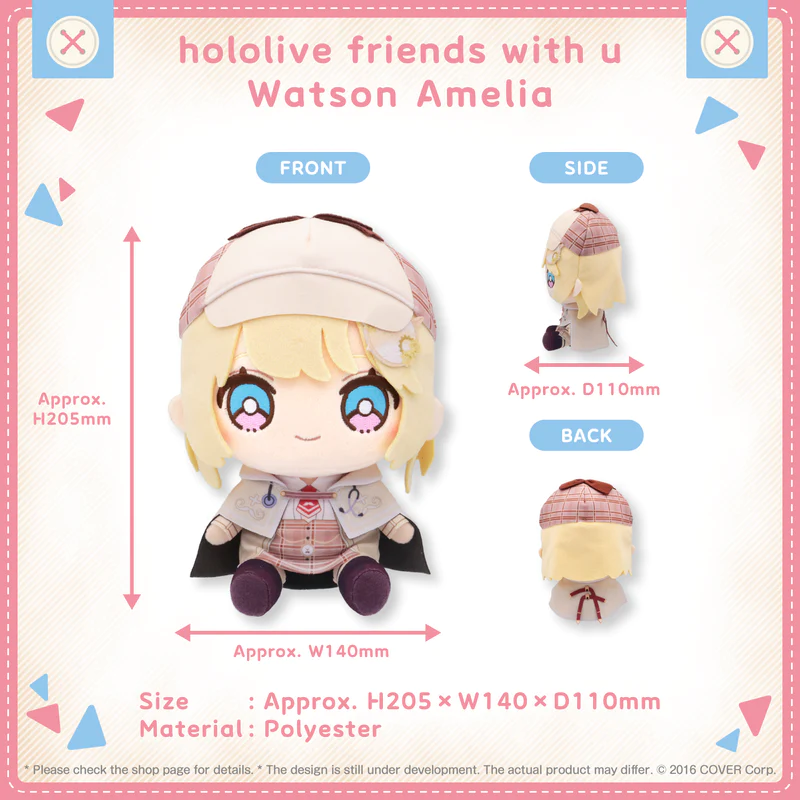 hololive friends with u
Watson Amelia
FRONT
SIDE
Approx.
H205mm
Approx. D110mm
BACK
Approx. W140mm
Size : Approx. H205×W140×D110mm
Material : Polyester
* Please check the shop page for details. * The design is still under development. The actual product may differ. © 2016 COVER Corp.